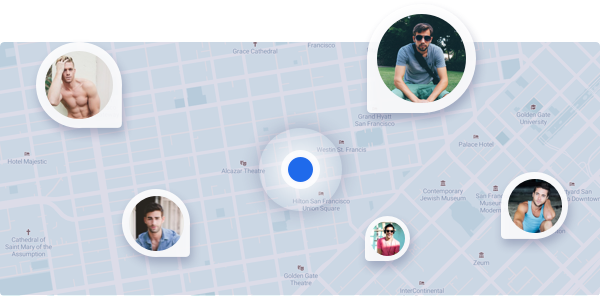 Grace Cathedral
Francisco
Grand Hyatt
San Francisco
Golden Gate
University
Palace Hotel
Westin St. Francis
Hotel Majestic
Alcazar Theatre
Contemporary
Jewish Museum
San Fran
Museum
Modern
Hilton San Francisco
Union Square
Cathedral of
Saint Mary of the
Assumption
Zeum
Golden Gate
Theatre
InterContinental